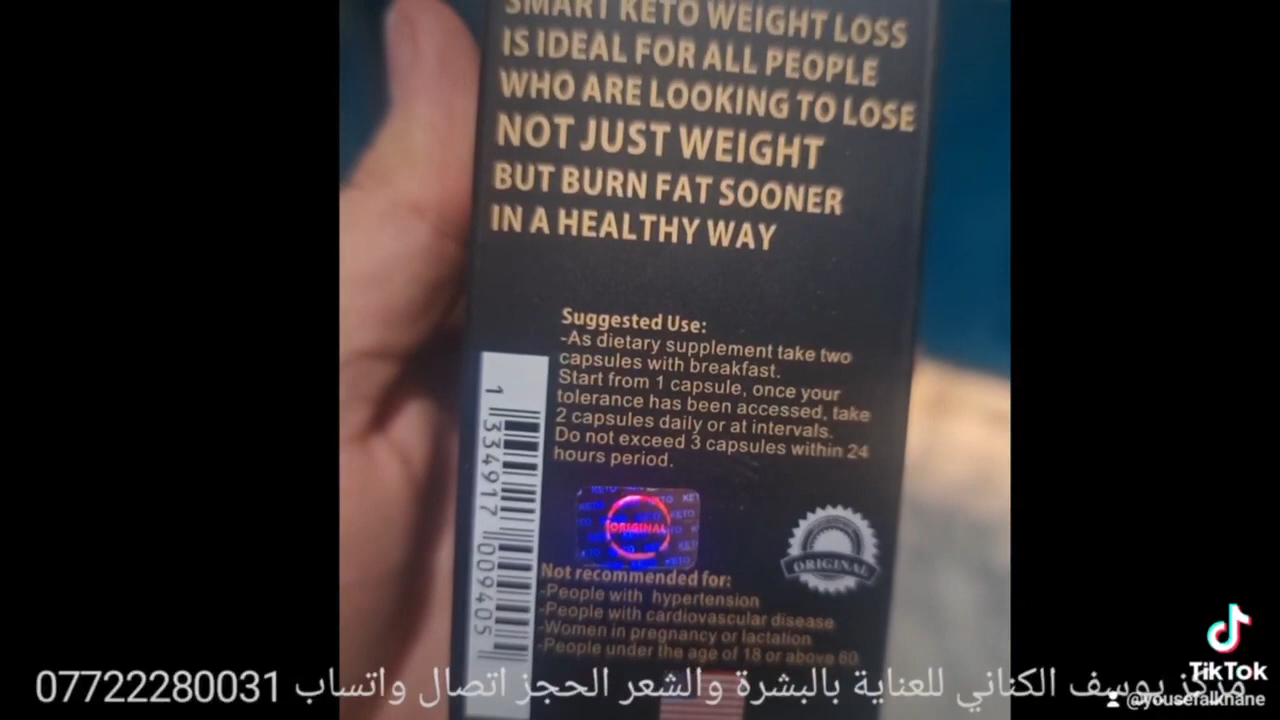 SMART KETO WEIGHT LOSS
IS IDEAL FOR ALL PEOPLE
WHO ARE LOOKING TO LOSE
NOT JUST WEIGHT
BUT BURN FAT SOONER
IN A HEALTHY WAY
Suggested Use:
-As dietary supplement take two
capsules with breakfast.
Start from 1 capsule, once your
tolerance has been accessed, take
2 capsules daily or at intervals.
Do not exceed 3 capsules within 24
hours period.
1 334917 009405
ORIGINAL
ORIGINAL
Not recommended for:
-People with hypertension
-People with cardiovascular disease
-Women in pregnancy or lactation
-People under the age of 18 or above 60
مركز يوسف الكناني للعناية بالبشرة والشعر الحجز اتصال واتساب 07722280031
TikTok
@yousefalknane